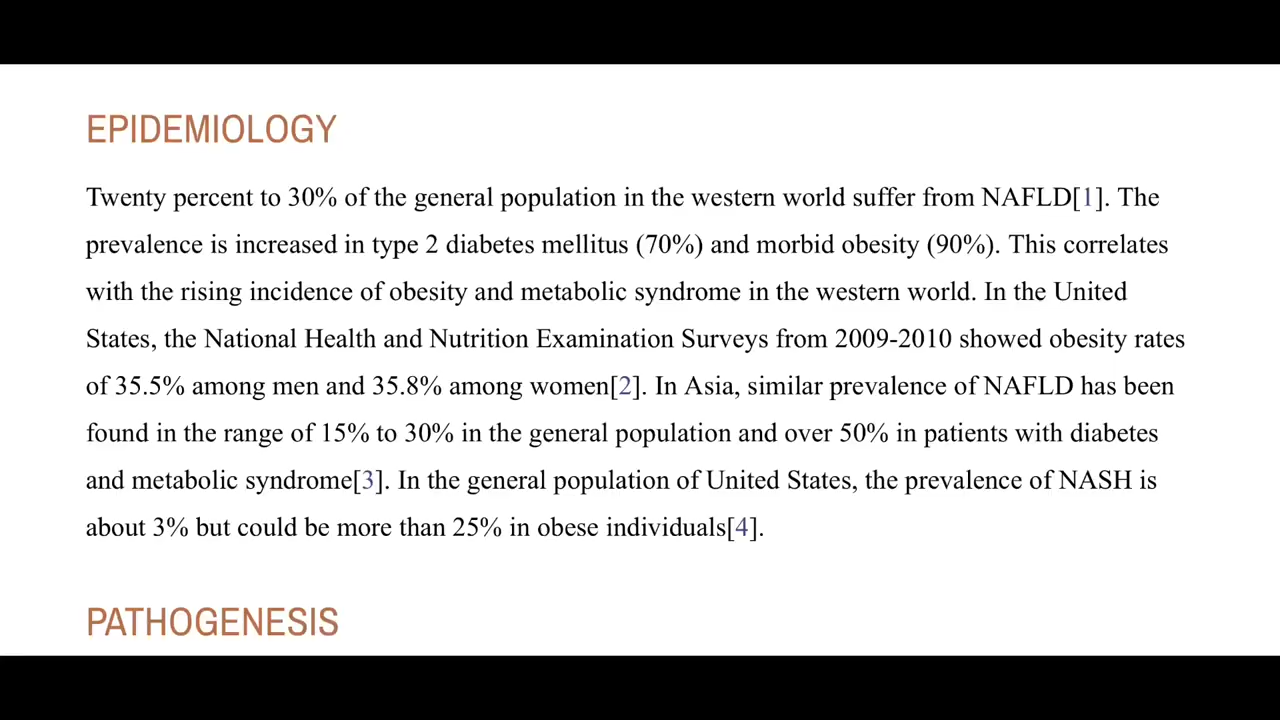 EPIDEMIOLOGY
Twenty percent to 30% of the general population in the western world suffer from NAFLD[1]. The
prevalence is increased in type 2 diabetes mellitus (70%) and morbid obesity (90%). This correlates
with the rising incidence of obesity and metabolic syndrome in the western world. In the United
States, the National Health and Nutrition Examination Surveys from 2009-2010 showed obesity rates
of 35.5% among men and 35.8% among women[2]. In Asia, similar prevalence of NAFLD has been
found in the range of 15% to 30% in the general population and over 50% in patients with diabetes
and metabolic syndrome[3]. In the general population of United States, the prevalence of NASH is
about 3% but could be more than 25% in obese individuals[4].
PATHOGENESIS